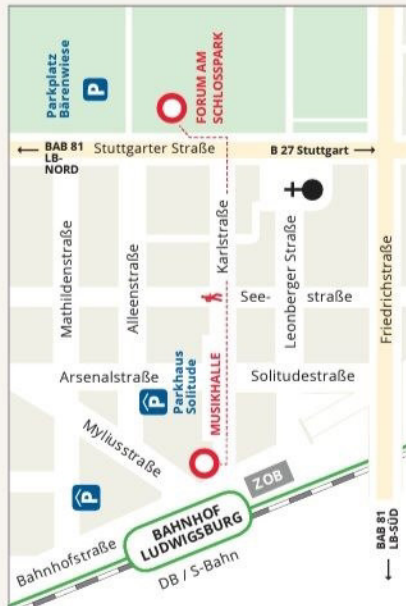 Parkplatz
Bärenwiese
P
FORUM AM
SCHLOSSPARK
BAB 81
LB-
NORD
Stuttgarter Straße
B 27 Stuttgart
Mathildenstraße
Alleenstraße
Karlstraße
Leonberger Straße
Friedrichstraße
See-
straße
Arsenalstraße
Solitudestraße
P
Parkhaus
Solitude
MUSIKHALLE
Myliusstraße
P
ZOB
Bahnhofstraße
BAHNHOF
LUDWIGSBURG
DB / S-Bahn
BAB 81
LB-SÜD